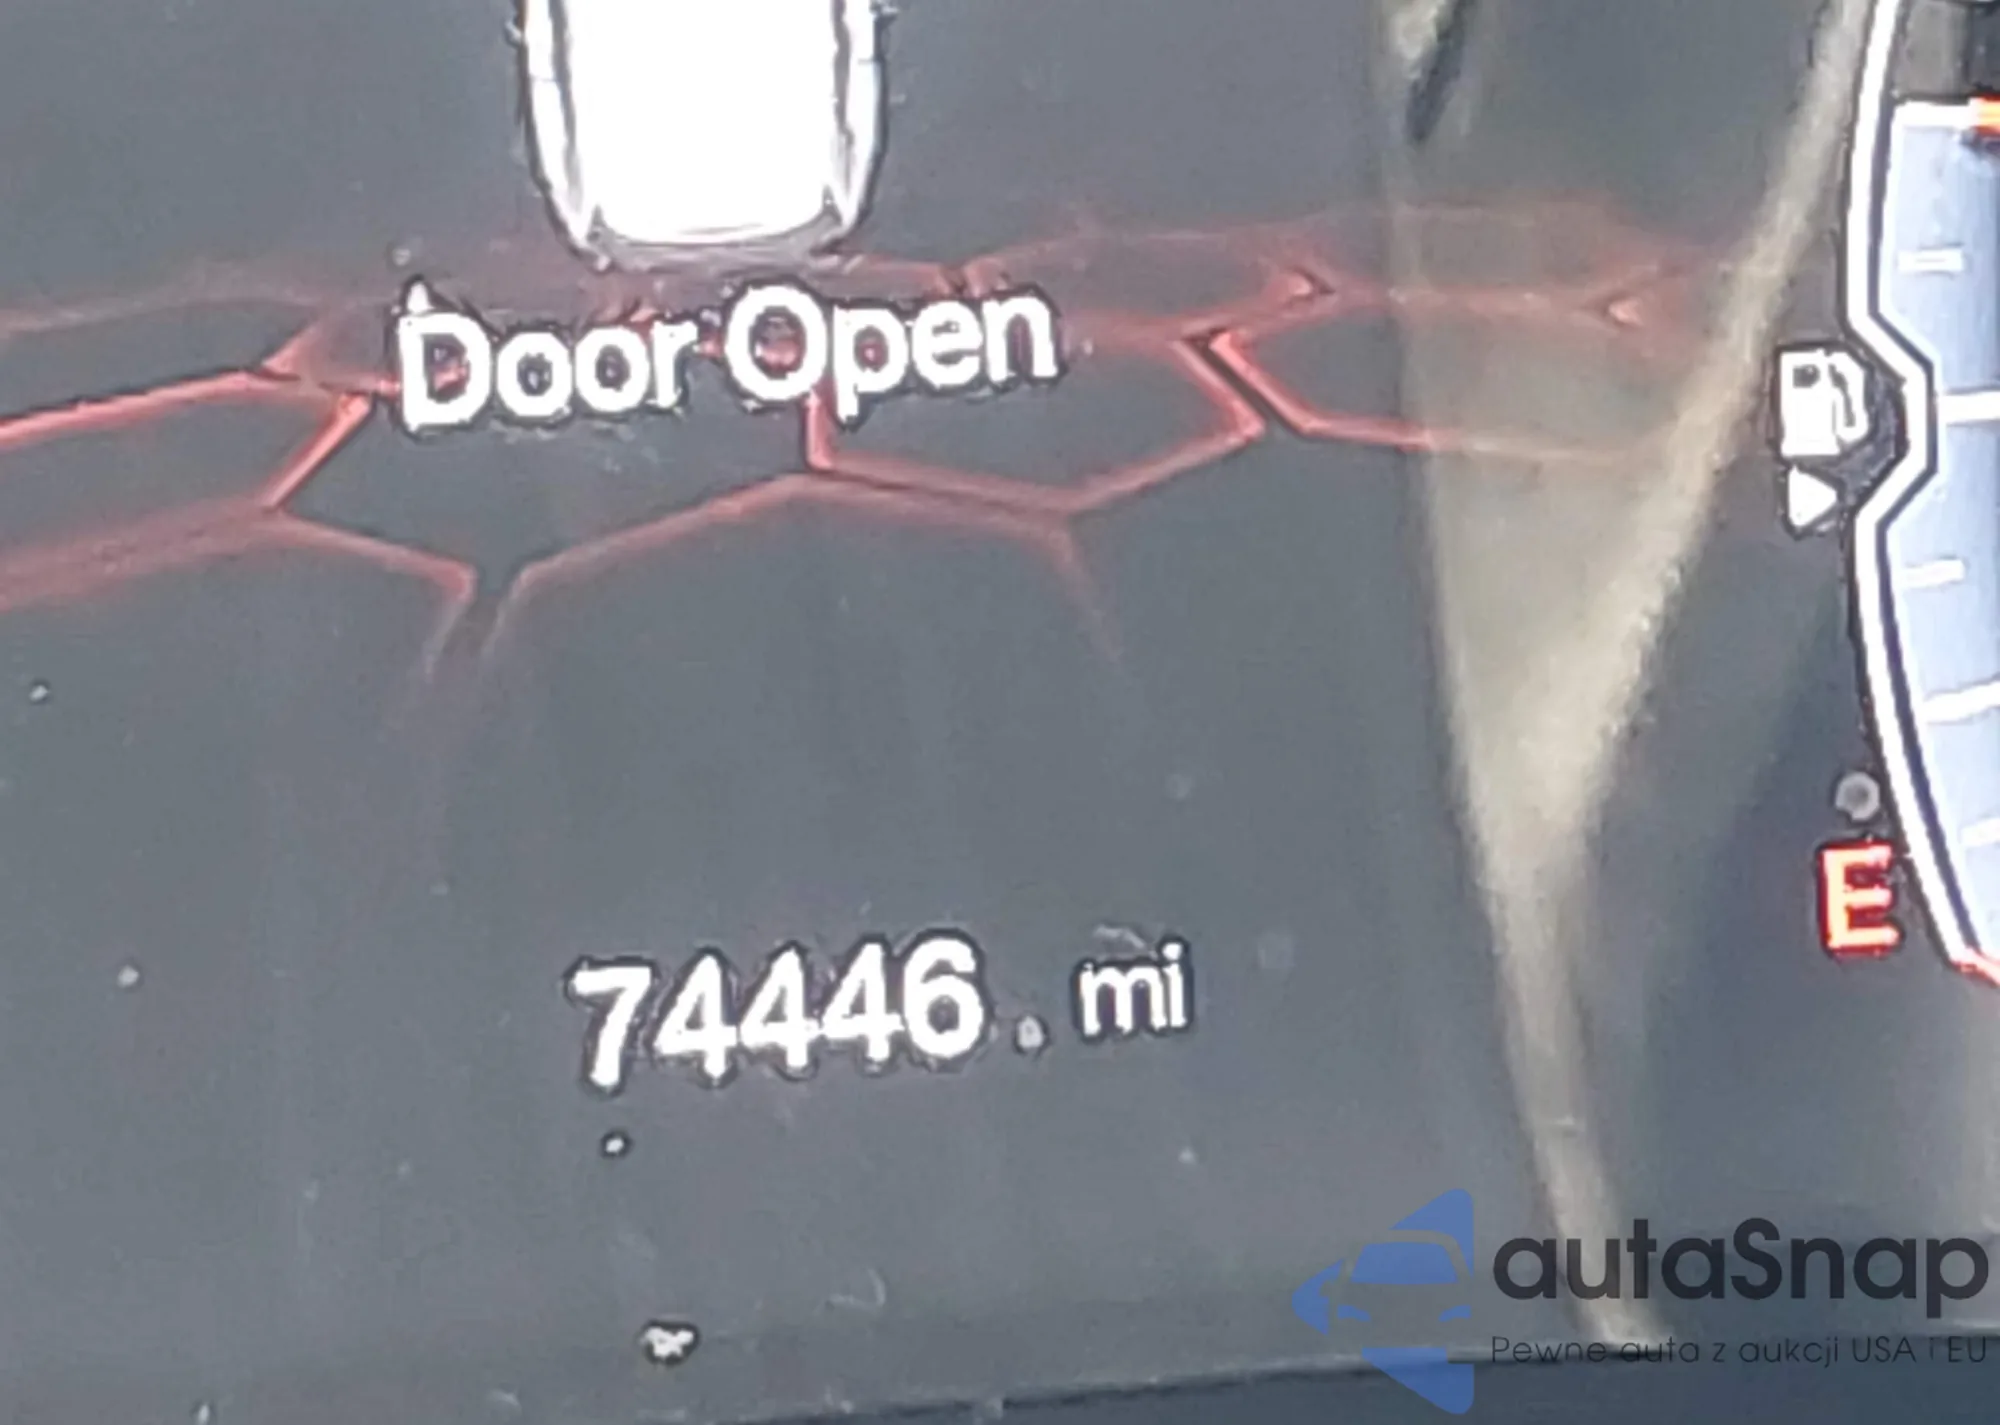 Door Open
E
74446 mi
autaSnap
Pewne auta z aukcji USA i EU